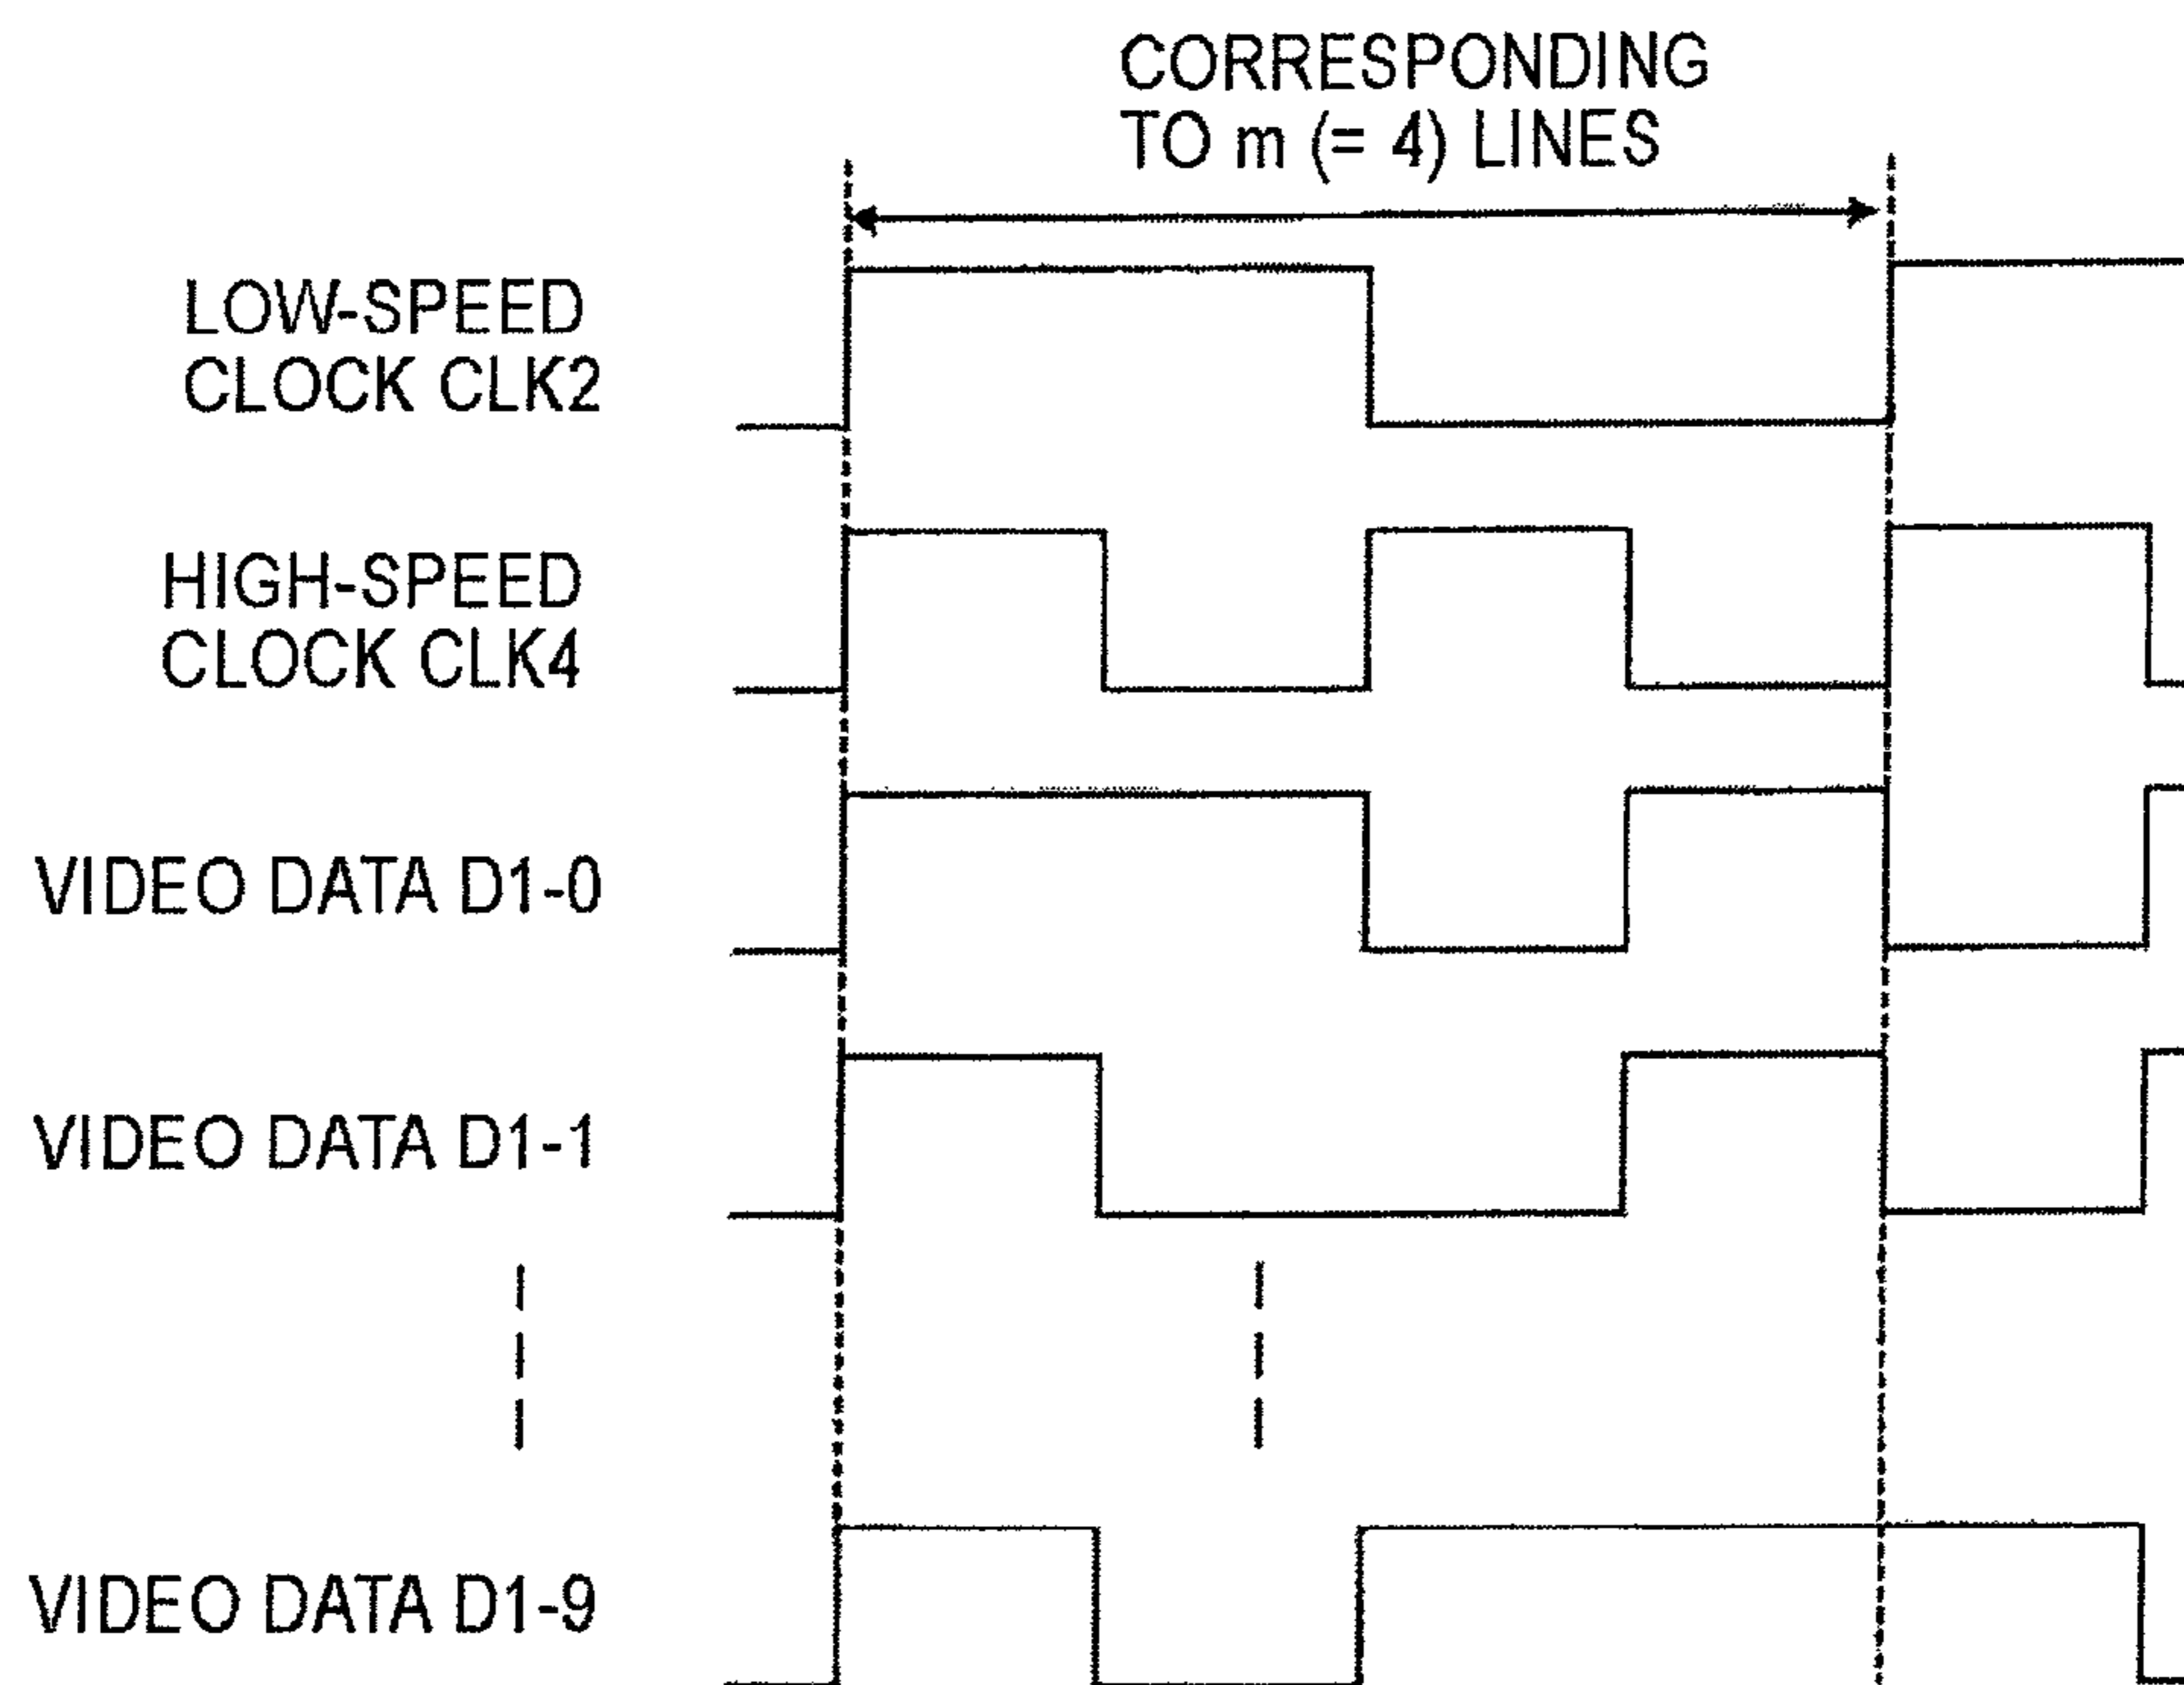 CORRESPONDING
TO m (= 4) LINES
LOW-SPEED
CLOCK CLK2
HIGH-SPEED
CLOCK CLK4
VIDEO DATA D1-0
VIDEO DATA D1-1
VIDEO DATA D1-9